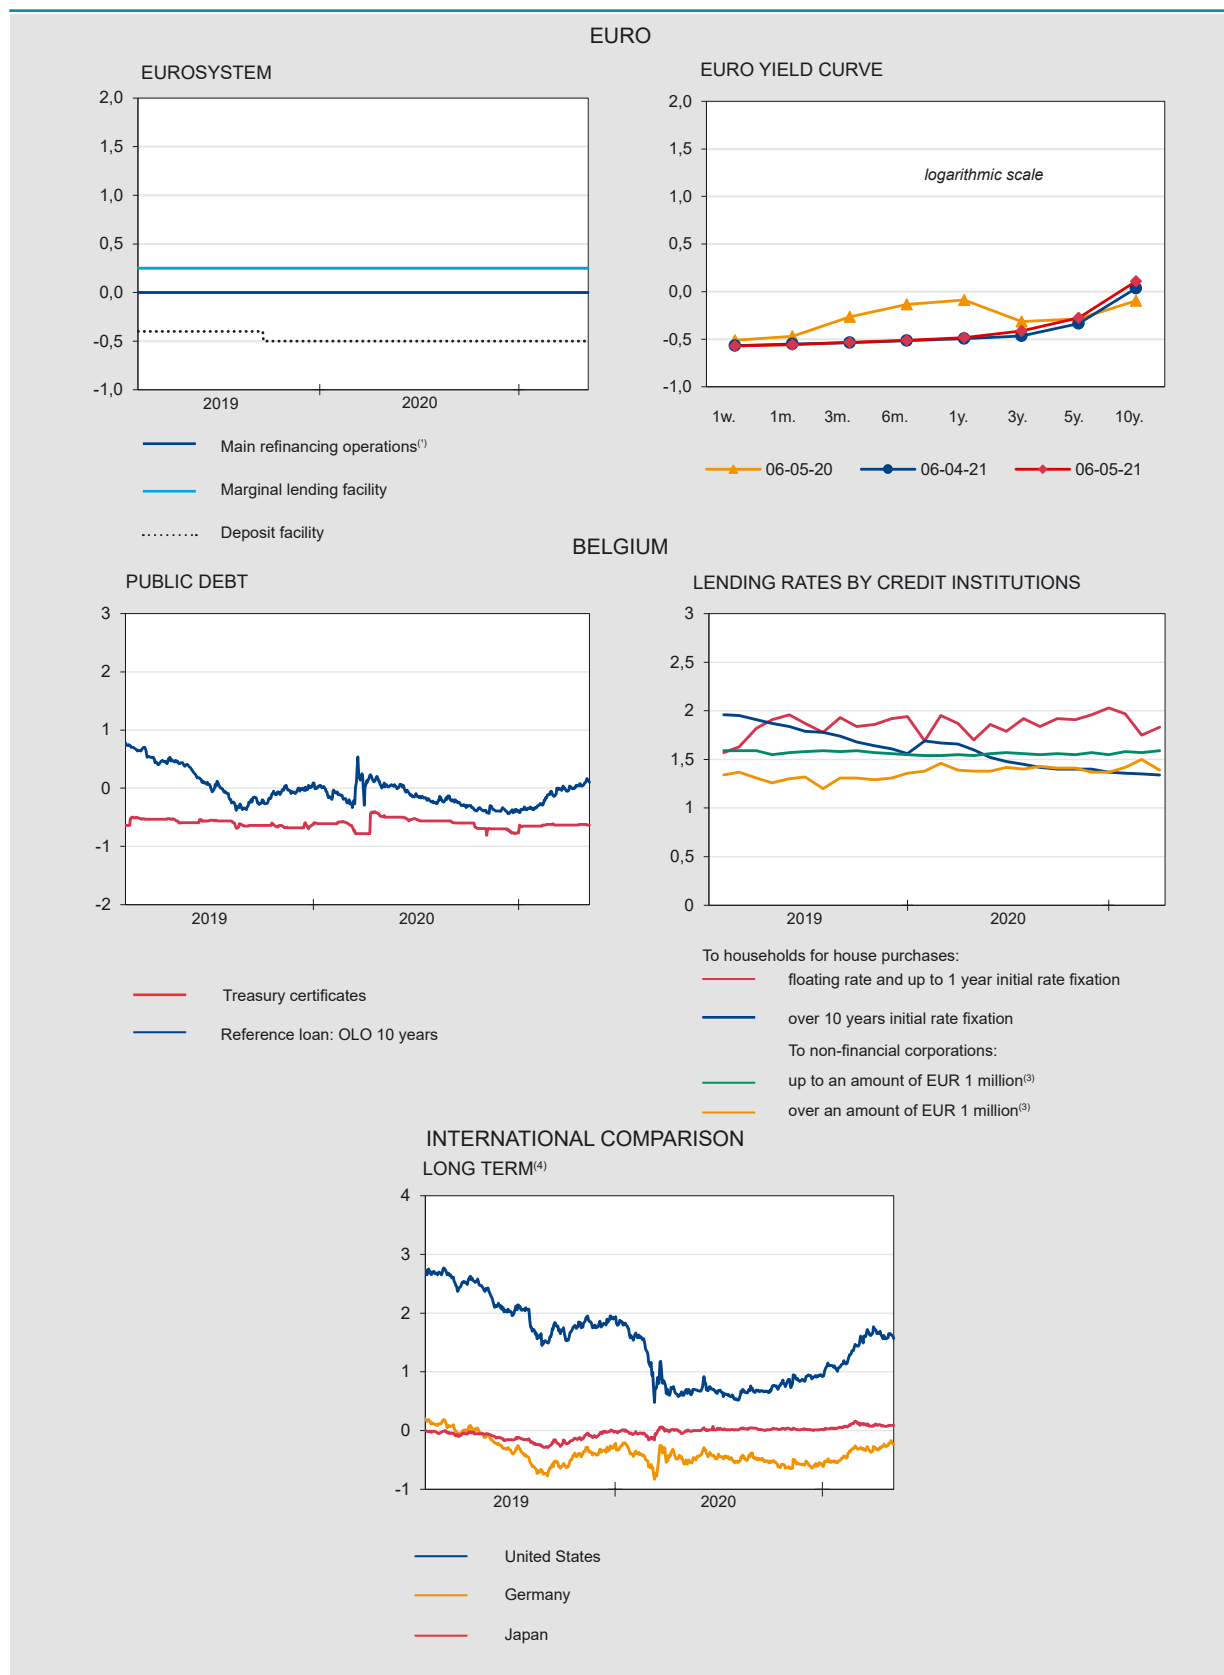 EURO
EUROSYSTEM
2,0
1,5
1,0
0,5
0,0
-0,5
-1,0
2019
2020
Main refinancing operations(¹)
Marginal lending facility
Deposit facility
EURO YIELD CURVE
2,0
1,5
1,0
0,5
0,0
-0,5
-1,0
logarithmic scale
1w.
1m.
3m.
6m.
1y.
3y.
5y.
10y.
06-05-20
06-04-21
06-05-21
BELGIUM
PUBLIC DEBT
3
2
1
0
-1
-2
2019
2020
Treasury certificates
Reference loan: OLO 10 years
LENDING RATES BY CREDIT INSTITUTIONS
3
2,5
2
1,5
1
0,5
0
2019
2020
To households for house purchases:
floating rate and up to 1 year initial rate fixation
over 10 years initial rate fixation
To non-financial corporations:
up to an amount of EUR 1 million(3)
over an amount of EUR 1 million(3)
INTERNATIONAL COMPARISON
LONG TERM(4)
4
3
2
1
0
-1
2019
2020
United States
Germany
Japan